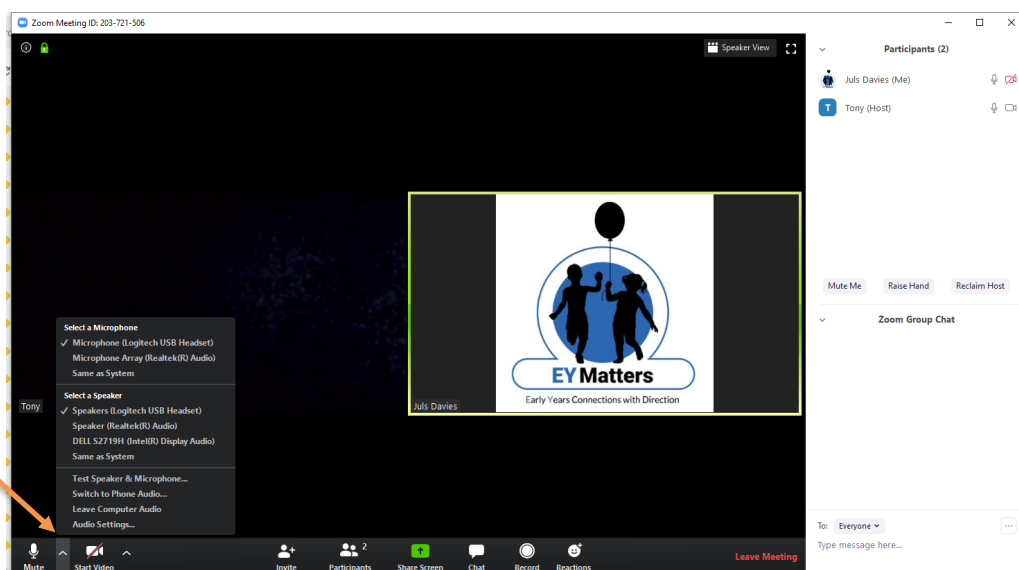 Zoom Meeting ID: 203-721-506
Speaker View
Participants (2)
Juls Davies (Me)
T Tony (Host)
EY Matters
Early Years Connections with Direction
Tony
Juls Davies
Select a Microphone
Microphone (Logitech USB Headset)
Microphone Array (Realtek(R) Audio)
Same as System
Select a Speaker
Speakers (Logitech USB Headset)
Speaker (Realtek(R) Audio)
DELL S2719H (Intel(R) Display Audio)
Same as System
Test Speaker & Microphone...
Switch to Phone Audio...
Leave Computer Audio
Audio Settings...
Mute Me Raise Hand Reclaim Host
Zoom Group Chat
To: Everyone
Type message here...
Mute Start Video Invite Participants 2 Share Screen Chat Record Reactions Leave Meeting